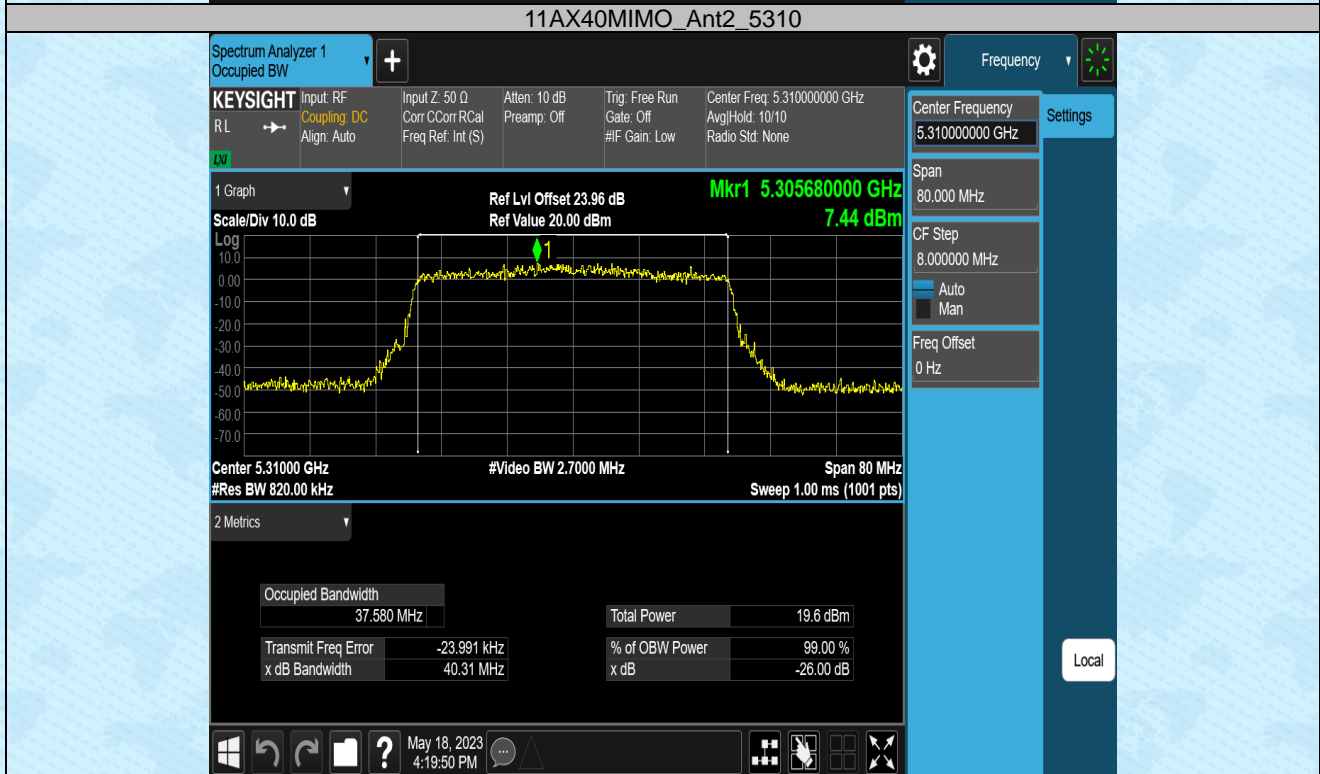 11AX40MIMO_Ant2_5310
Spectrum Analyzer 1
Occupied BW
+
Frequency
KEYSIGHT
R L
LXI
Input: RF
Coupling: DC
Align: Auto
Input Z: 50 Ω
Corr CCorr RCal
Freq Ref: Int (S)
Atten: 10 dB
Preamp: Off
Trig: Free Run
Gate: Off
#IF Gain: Low
Center Freq: 5.310000000 GHz
Avg|Hold: 10/10
Radio Std: None
Center Frequency
5.310000000 GHz
Settings
Span
80.000 MHz
CF Step
8.000000 MHz
Auto
Man
Freq Offset
0 Hz
1 Graph
Scale/Div 10.0 dB
Ref Lvl Offset 23.96 dB
Ref Value 20.00 dBm
Mkr1 5.305680000 GHz
7.44 dBm
Log
1
10.0
0.00
-10.0
-20.0
-30.0
-40.0
-50.0
-60.0
-70.0
Center 5.31000 GHz
#Video BW 2.7000 MHz
Span 80 MHz
#Res BW 820.00 kHz
Sweep 1.00 ms (1001 pts)
2 Metrics
Occupied Bandwidth
37.580 MHz
Total Power 19.6 dBm
Transmit Freq Error -23.991 kHz
% of OBW Power 99.00 %
x dB Bandwidth 40.31 MHz
x dB -26.00 dB
Local
?
May 18, 2023
4:19:50 PM